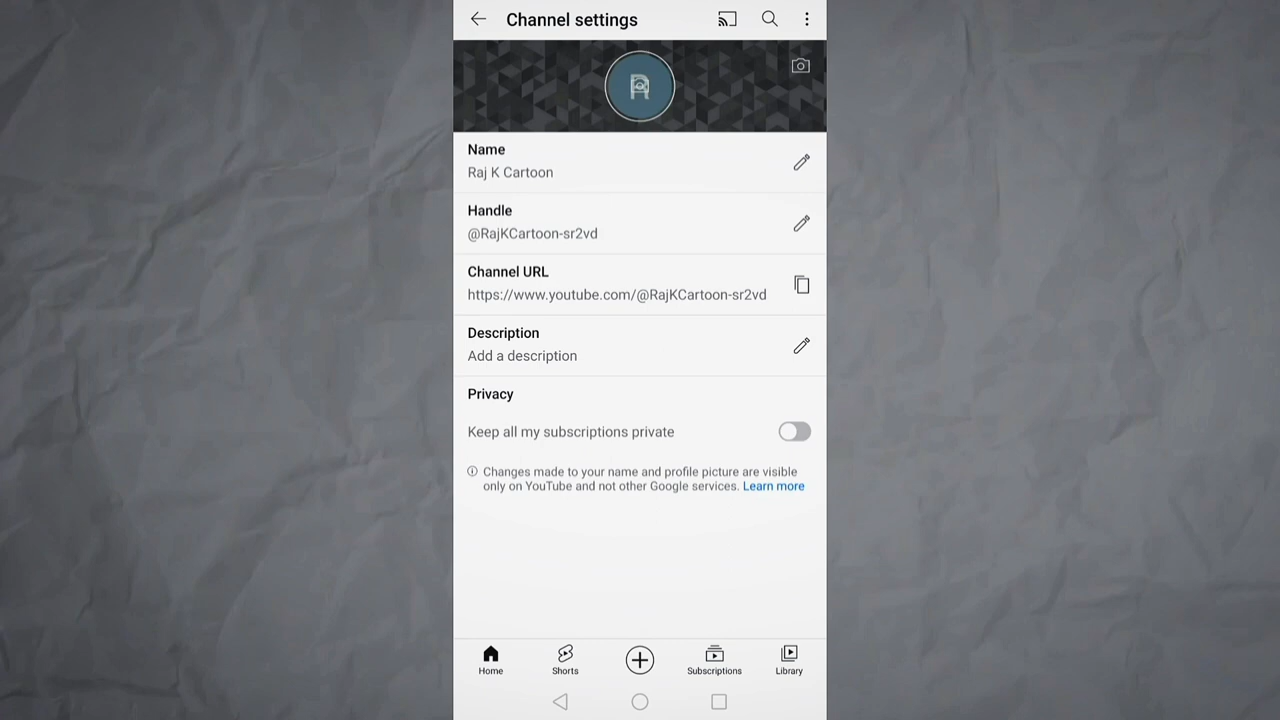 Channel settings
Name
Raj K Cartoon
Handle
@RajKCartoon-sr2vd
Channel URL
https://www.youtube.com/@RajKCartoon-sr2vd
Description
Add a description
Privacy
Keep all my subscriptions private
Changes made to your name and profile picture are visible
only on YouTube and not other Google services. Learn more
Home Shorts Subscriptions Library